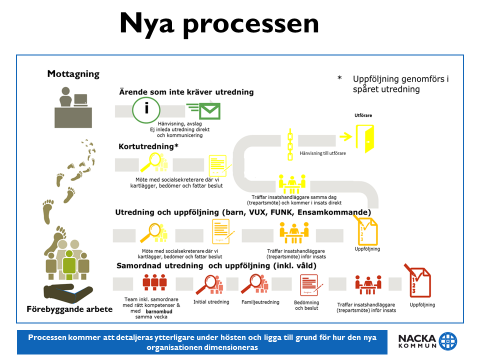 Nya processen
Mottagning
* Uppföljning genomförs i
spåret utredning
Ärende som inte kräver utredning
i
Hänvisning, avslag
Ej inleda utredning direkt
och kommunicering
Utförare
Kortutredning*
Hänvisning till utförare
Möte med socialsekreterare där vi
kartlägger, bedömer och fattar beslut
Träffar insatshandläggare samma dag
(trepartsmöte) och kommer i insats direkt
Utredning och uppföljning (barn, VUX, FUNK, Ensamkommande)
Möte med socialsekreterare där vi
kartlägger, bedömer och fattar beslut
Träffar insatshandläggare
(trepartsmöte) inför insats
Uppföljning
Samordnad utredning och uppföljning (inkl. våld)
Team inkl. samordnare
med rätt kompetenser &
med barnombud
samma vecka
Initial utredning
Familjeutredning
Bedömning
och beslut
Träffar insatshandläggare
(trepartsmöte) inför insats
Uppföljning
Förebyggande arbete
Processen kommer att detaljeras ytterligare under hösten och ligga till grund för hur den nya
organisationen dimensioneras
NACKA
KOMMUN